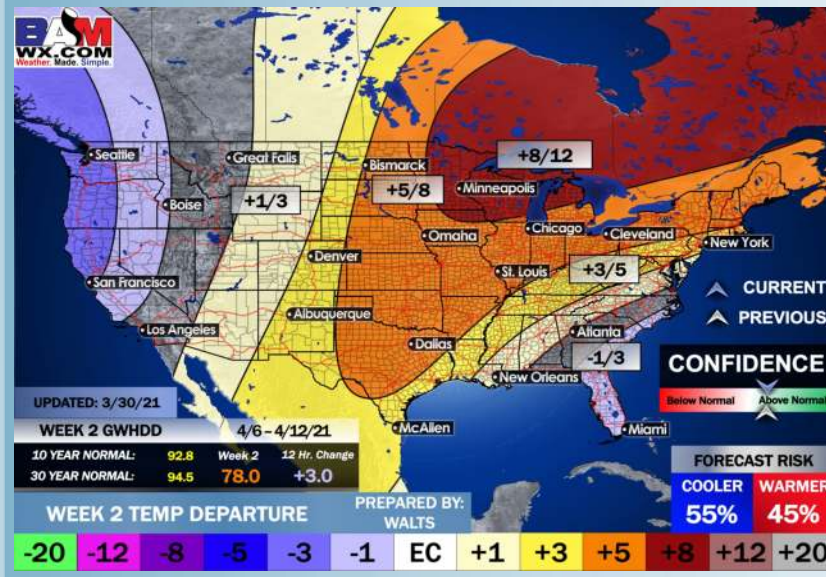 BAM
WX.COM
Weather. Made. Simple.
+8/12
Seattle
Great Falls
Bismarck
+5/8
Minneapolis
+1/3
Boise
Omaha
Chicago
Cleveland
New York
Denver
St. Louis
+3/5
San Francisco
CURRENT
Albuquerque
PREVIOUS
Los Angeles
Atlanta
Dallas
-1/3
CONFIDENCE
New Orleans
Below Normal Above Normal
UPDATED: 3/30/21
McAllen
Miami
WEEK 2 GWHDD 4/6 – 4/12/21
10 YEAR NORMAL: 92.8 Week 2 12 Hr. Change
30 YEAR NORMAL: 94.5 78.0 +3.0
FORECAST RISK
COOLER WARMER
55% 45%
WEEK 2 TEMP DEPARTURE
PREPARED BY:
WALTS
-20 -12 -8 -5 -3 -1 EC +1 +3 +5 +8 +12 +20